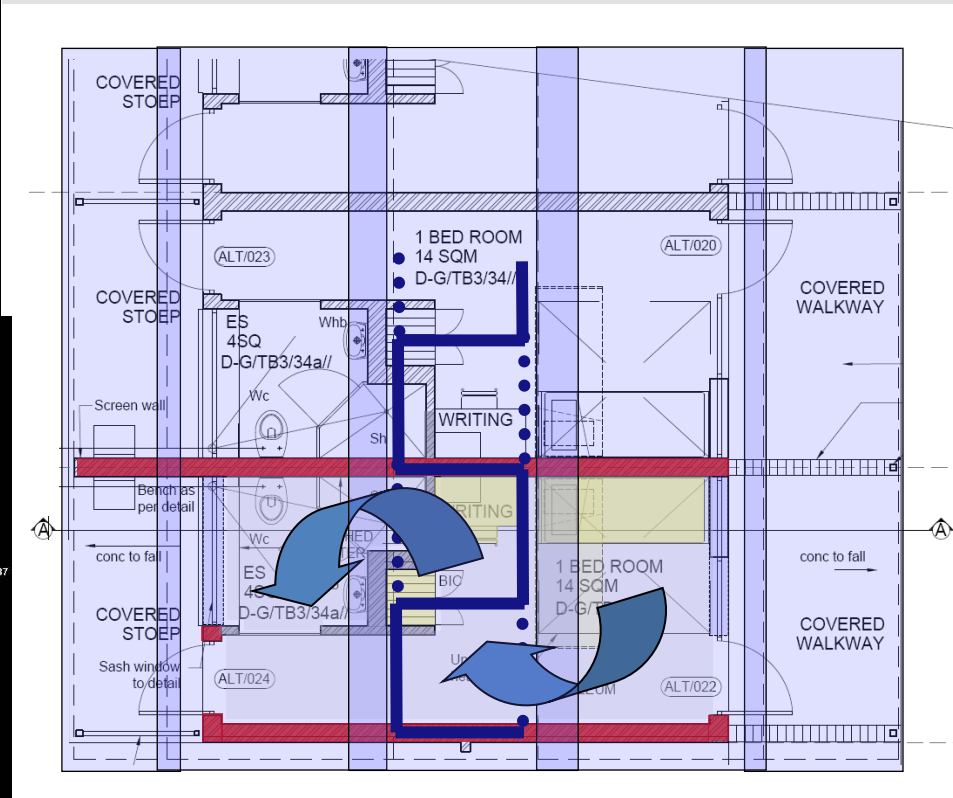 COVERED
STOEP
1 BED ROOM
14 SQM
D-G/TB3/34//
ALT/023
ALT/020
COVERED
WALKWAY
COVERED
STOEP
ES
4SQ
D-G/TB3/34a//
Whb
Wc
Screen wall
WRITING
Sh
Bench as
per detail
A
A
Wc
conc to fall
conc to fall
ES
D-G/TB3/34a//
BIC
1 BED ROOM
14 SQM
COVERED
STOEP
COVERED
WALKWAY
Sash window
to detail
ALT/024
ALT/022
37